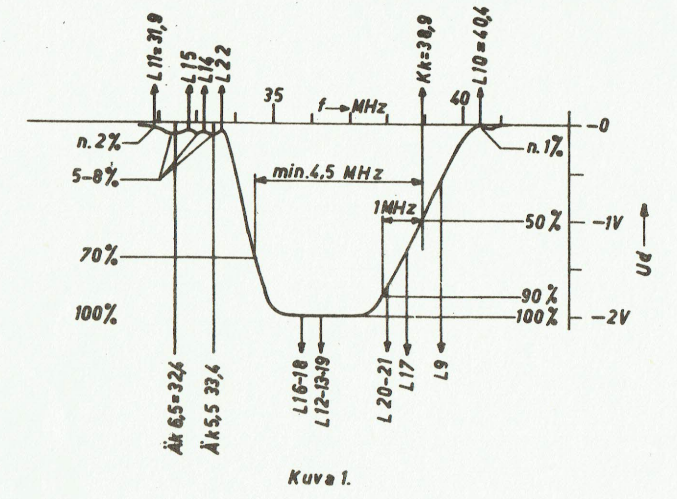 L11=31,9
L15
L14
L22
Kk=38,9
L10=40,4
35
f→MHz
40
0
n.2%
n.1%
5-8%
min.4,5 MHz
1MHz
50%
-1V
Ud
70%
90%
100%
100%
-2V
Äk 6,5=32,4
Äk 5,5 33,4
L16-18
L12-13-19
L20-21
L17
L9
Kuva 1.